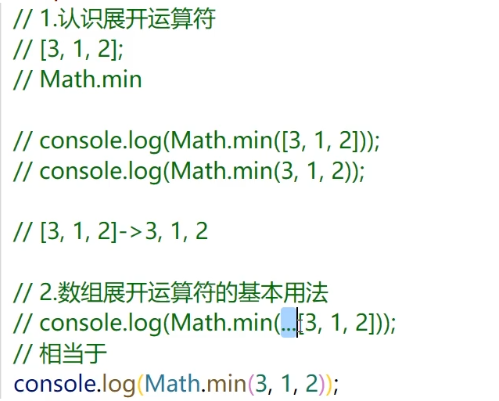 // 1.认识展开运算符
// [3, 1, 2];
// Math.min
// console.log(Math.min([3, 1, 2]));
// console.log(Math.min(3, 1, 2));
// [3, 1, 2]->3, 1, 2
// 2.数组展开运算符的基本用法
// console.log(Math.min(...[3, 1, 2]));
// 相当于
console.log(Math.min(3, 1, 2));